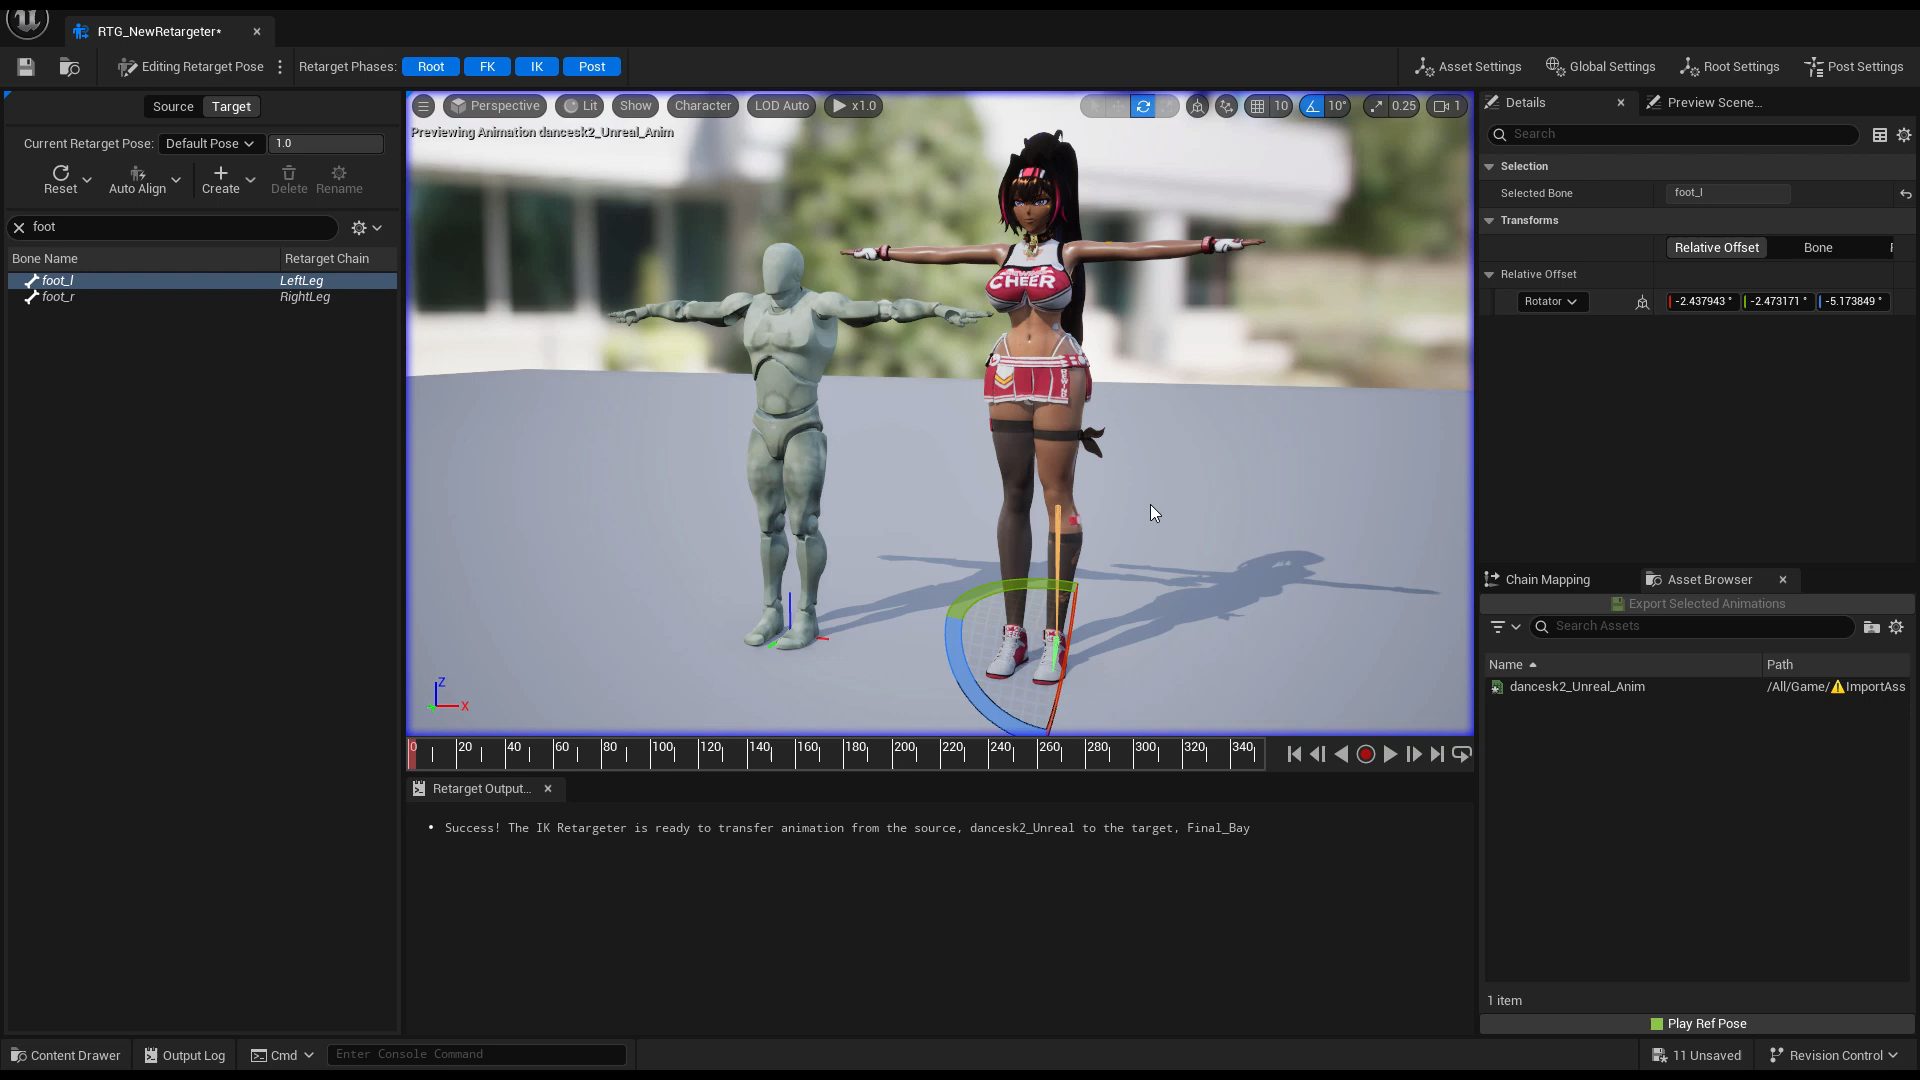 RTG_NewRetargeter*
Editing Retarget Pose
Retarget Phases:
Root
FK
IK
Post
Asset Settings
Global Settings
Root Settings
Post Settings
Source
Target
Current Retarget Pose:
Default Pose
1.0
Reset
Auto Align
Create
Delete
Rename
foot
Bone Name
Retarget Chain
foot_l
LeftLeg
foot_r
RightLeg
Perspective
Lit
Show
Character
LOD Auto
x1.0
10
10°
0.25
1
Previewing Animation dancesk2_Unreal_Anim
CHEER
Z
X
0
20
40
60
80
100
120
140
160
180
200
220
240
260
280
300
320
340
Retarget Output...
Success! The IK Retargeter is ready to transfer animation from the source, dancesk2_Unreal to the target, Final_Bay
Details
Preview Scene...
Search
Selection
Selected Bone
foot_l
Transforms
Relative Offset
Bone
Relative Offset
Rotator
-2.437943 °
-2.473171 °
-5.173849 °
Chain Mapping
Asset Browser
Export Selected Animations
Search Assets
Name
Path
dancesk2_Unreal_Anim
/All/Game/ImportAss
1 item
Play Ref Pose
Content Drawer
Output Log
Cmd
Enter Console Command
11 Unsaved
Revision Control